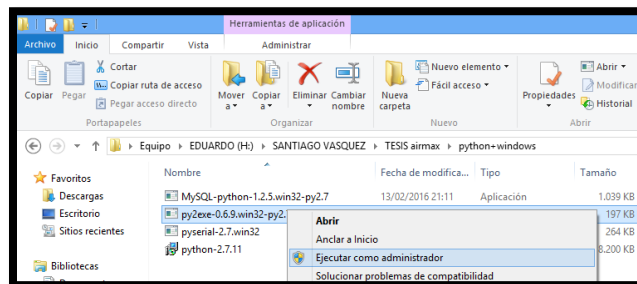 Herramientas de aplicación
Archivo Inicio Compartir Vista Administrar
Copiar
Pegar
Cortar
Copiar ruta de acceso
Pegar acceso directo
Portapapeles
Mover a
Copiar a
Eliminar
Cambiar nombre
Organizar
Nueva carpeta
Nuevo elemento
Fácil acceso
Nuevo
Propiedades
Abrir
Modificar
Historial
Abrir
Equipo EDUARDO (H:) SANTIAGO VASQUEZ TESIS airmax python+windows
Favoritos
Descargas
Escritorio
Sitios recientes
Bibliotecas
Nombre Fecha de modifica... Tipo Tamaño
MySQL-python-1.2.5.win32-py2.7 13/02/2016 21:11 Aplicación 1.039 KB
py2exe-0.6.9.win32-py2. 197 KB
pyserial-2.7.win32 264 KB
python-2.7.11 8.200 KB
Abrir
Anclar a Inicio
Ejecutar como administrador
Solucionar problemas de compatibilidad